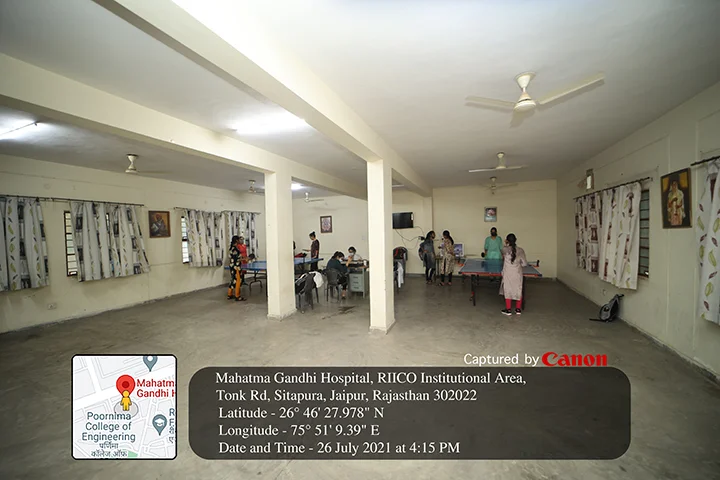 Captured by Canon
Mahatma Gandhi Hospital, RIICO Institutional Area,
Tonk Rd, Sitapura, Jaipur, Rajasthan 302022
Latitude - 26° 46' 27.978" N
Longitude - 75° 51' 9.39" E
Date and Time - 26 July 2021 at 4:15 PM
Mahatm
Gandhi H
Poornima
College of
Engineering
पूर्णिमा
कॉलेज ऑफ़